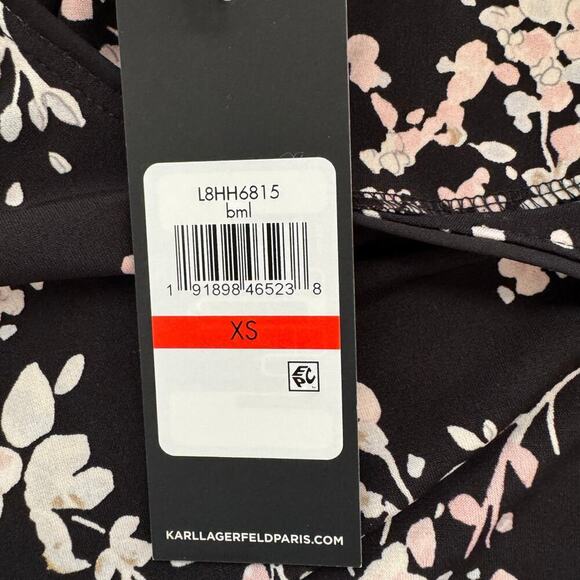 L8HH6815
bml
1 91898 46523 8
XS
EPC
KARLLAGERFELDPARIS.COM